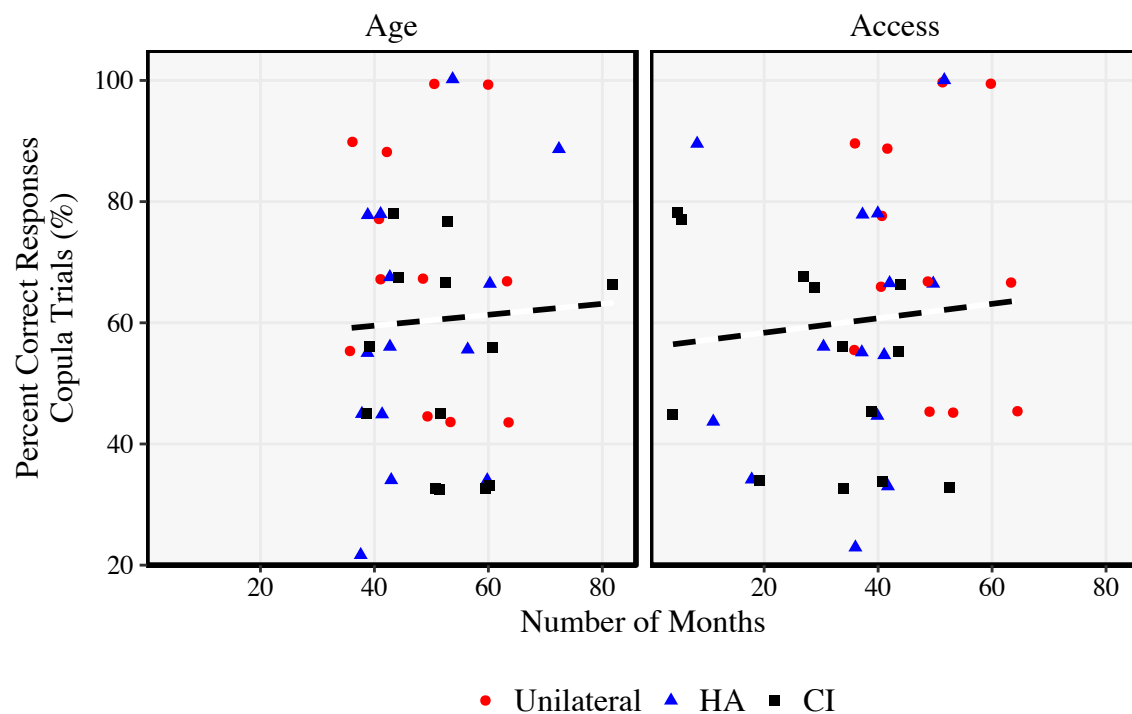 Age Access
Percent Correct Responses
Copula Trials (%)
100
80
60
40
20
20 40 60 80 20 40 60 80
Number of Months
Unilateral HA CI